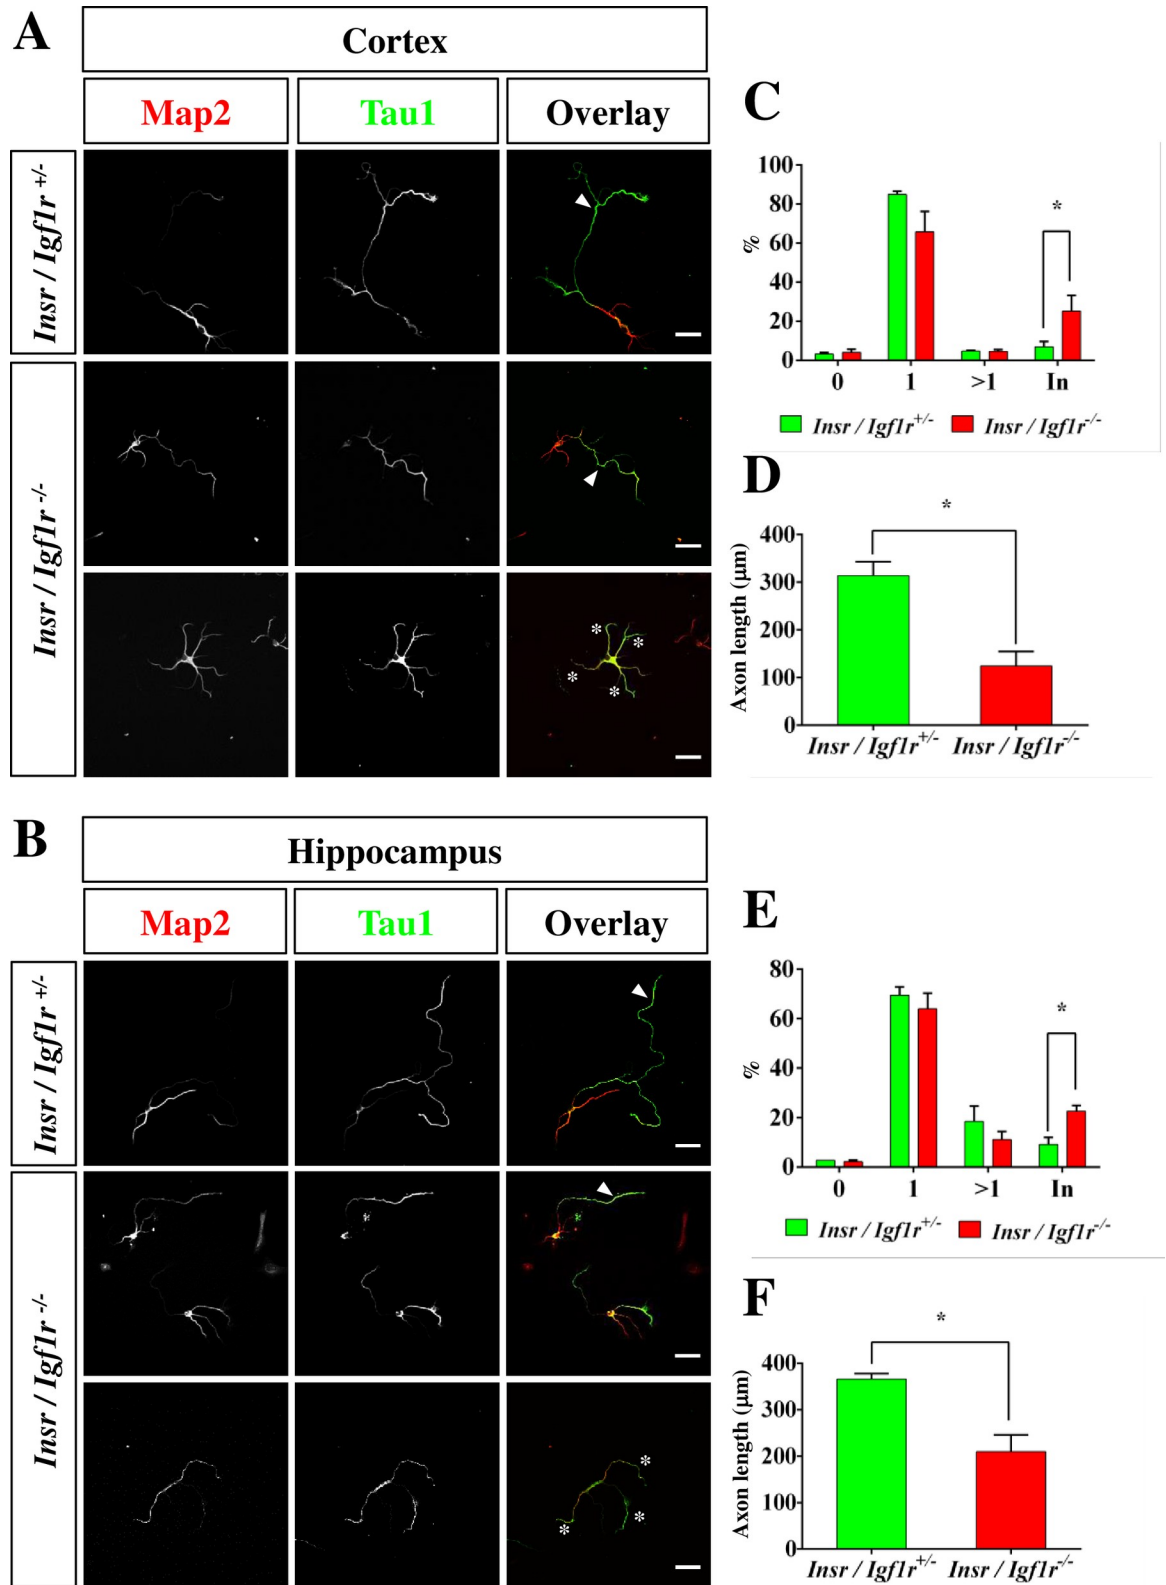 A
Cortex
Map2 Tau1 Overlay
Insr / Igf1r +/-
Insr / Igf1r -/-
* * * *
C
100
80
60
40
20
0
%
*
0 1 >1 In
Insr / Igf1r+/- Insr / Igf1r-/-
D
*
400
300
200
100
0
Axon length (µm)
Insr / Igf1r+/- Insr / Igf1r-/-
B
Hippocampus
Map2 Tau1 Overlay
Insr / Igf1r +/-
Insr / Igf1r -/-
* * *
E
80
60
40
20
0
%
*
0 1 >1 In
Insr / Igf1r+/- Insr / Igf1r-/-
F
*
400
300
200
100
0
Axon length (µm)
Insr / Igf1r+/- Insr / Igf1r-/-